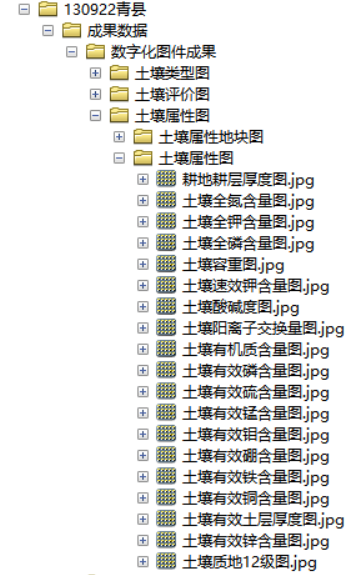 130922青县
成果数据
数字化图件成果
土壤类型图
土壤评价图
土壤属性图
土壤属性地块图
土壤属性图
耕地耕层厚度图.jpg
土壤全氮含量图.jpg
土壤全钾含量图.jpg
土壤全磷含量图.jpg
土壤容重图.jpg
土壤速效钾含量图.jpg
土壤酸碱度图.jpg
土壤阳离子交换量图.jpg
土壤有机质含量图.jpg
土壤有效磷含量图.jpg
土壤有效硫含量图.jpg
土壤有效锰含量图.jpg
土壤有效钼含量图.jpg
土壤有效硼含量图.jpg
土壤有效铁含量图.jpg
土壤有效铜含量图.jpg
土壤有效土层厚度图.jpg
土壤有效锌含量图.jpg
土壤质地12级图.jpg